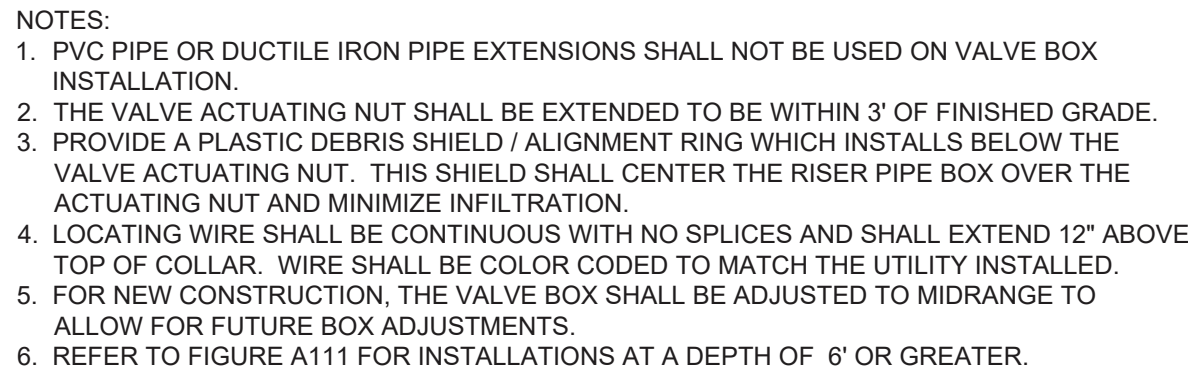 NOTES:
1. PVC PIPE OR DUCTILE IRON PIPE EXTENSIONS SHALL NOT BE USED ON VALVE BOX
INSTALLATION.
2. THE VALVE ACTUATING NUT SHALL BE EXTENDED TO BE WITHIN 3' OF FINISHED GRADE.
3. PROVIDE A PLASTIC DEBRIS SHIELD / ALIGNMENT RING WHICH INSTALLS BELOW THE
VALVE ACTUATING NUT. THIS SHIELD SHALL CENTER THE RISER PIPE BOX OVER THE
ACTUATING NUT AND MINIMIZE INFILTRATION.
4. LOCATING WIRE SHALL BE CONTINUOUS WITH NO SPLICES AND SHALL EXTEND 12" ABOVE
TOP OF COLLAR. WIRE SHALL BE COLOR CODED TO MATCH THE UTILITY INSTALLED.
5. FOR NEW CONSTRUCTION, THE VALVE BOX SHALL BE ADJUSTED TO MIDRANGE TO
ALLOW FOR FUTURE BOX ADJUSTMENTS.
6. REFER TO FIGURE A111 FOR INSTALLATIONS AT A DEPTH OF 6' OR GREATER.